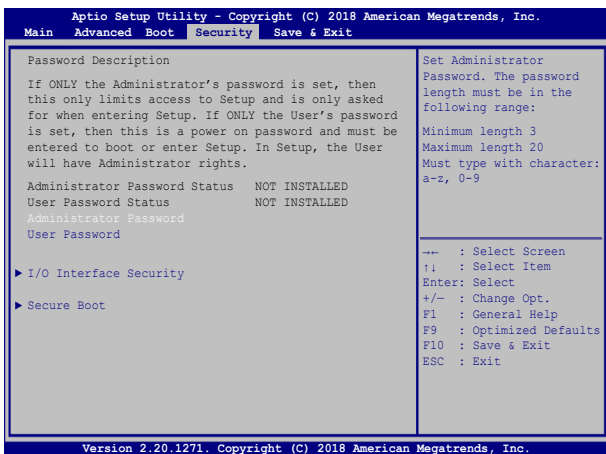 Aptio Setup Utility - Copyright (C) 2018 American Megatrends, Inc.
Main Advanced Boot Security Save & Exit
Password Description
If ONLY the Administrator's password is set, then
this only limits access to Setup and is only asked
for when entering Setup. If ONLY the User's password
is set, then this is a power on password and must be
entered to boot or enter Setup. In Setup, the User
will have Administrator rights.
Administrator Password Status NOT INSTALLED
User Password Status NOT INSTALLED
Administrator Password
User Password
▶ I/O Interface Security
▶ Secure Boot
Set Administrator
Password. The password
length must be in the
following range:
Minimum length 3
Maximum length 20
Must type with character:
a-z, 0-9
→← : Select Screen
↑↓ : Select Item
Enter: Select
+/— : Change Opt.
F1 : General Help
F9 : Optimized Defaults
F10 : Save & Exit
ESC : Exit
Version 2.20.1271. Copyright (C) 2018 American Megatrends, Inc.